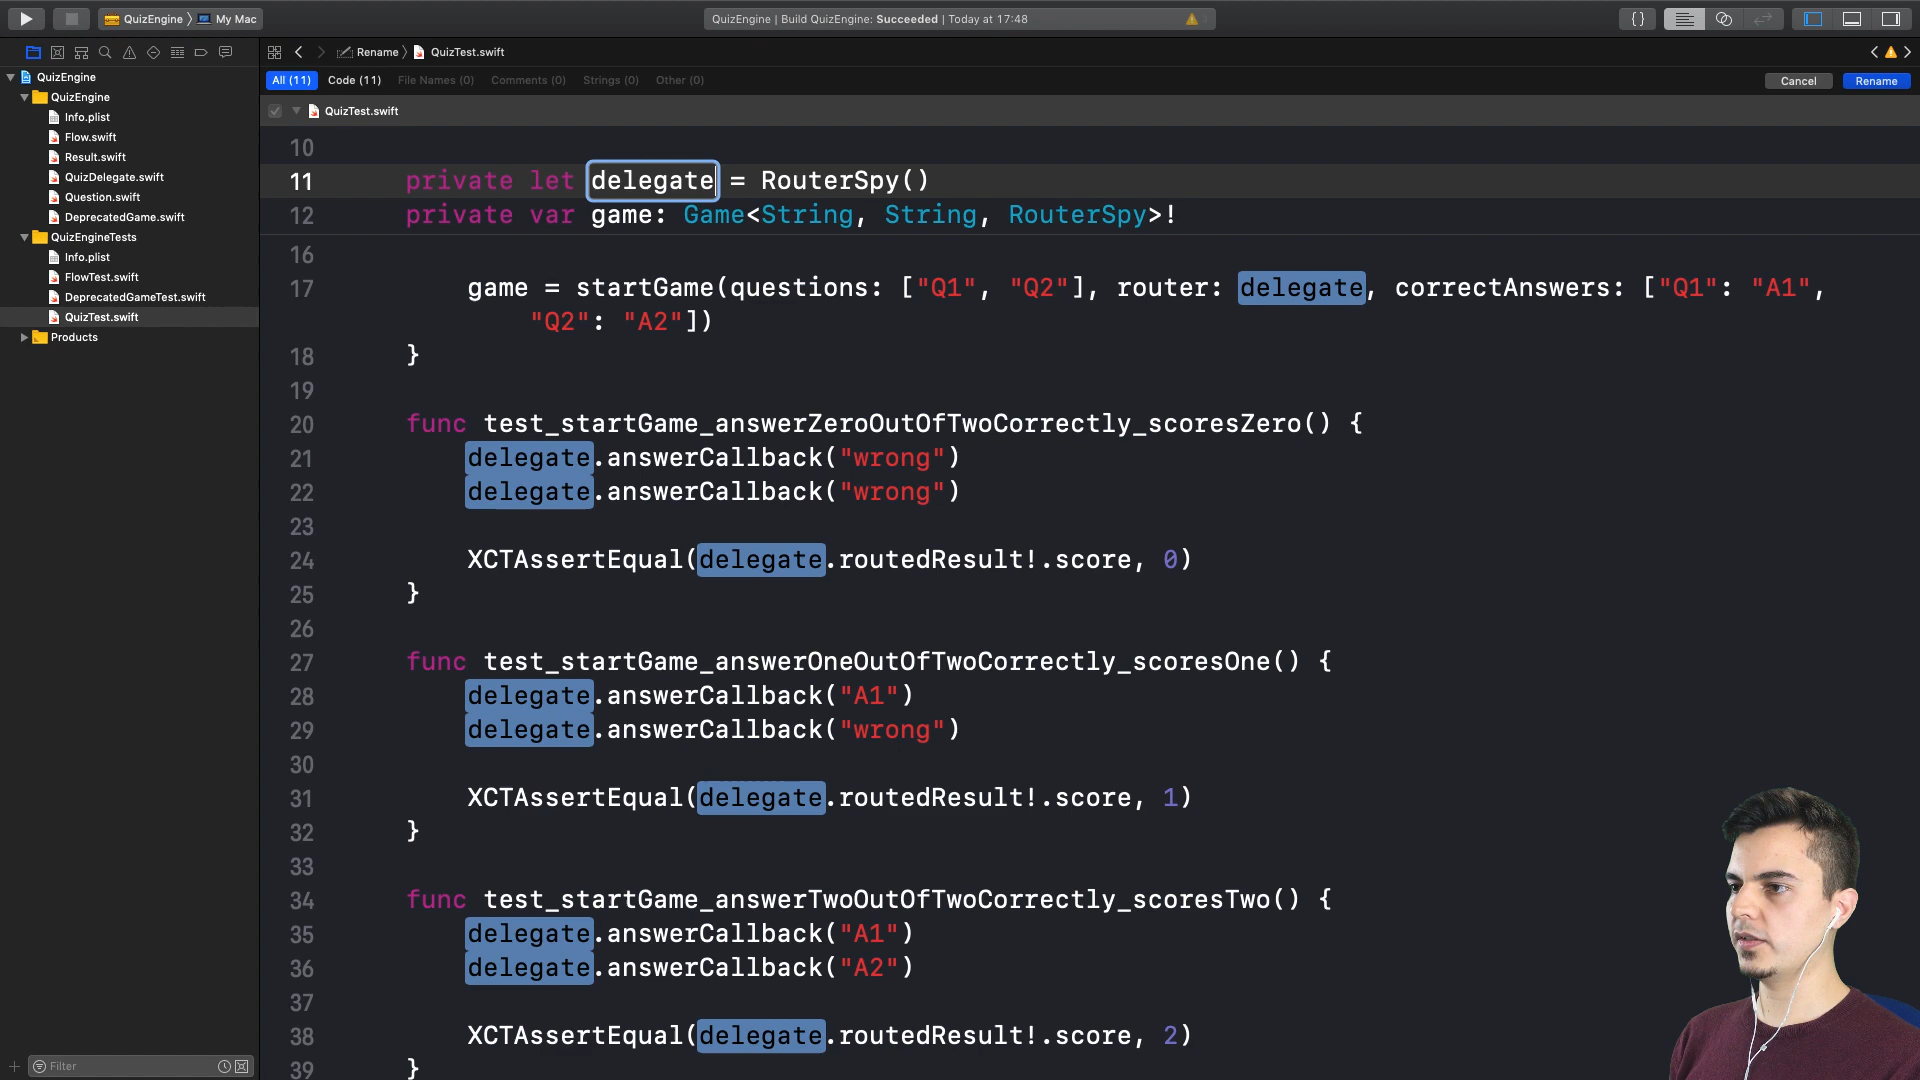 QuizEngine 〉 My Mac
QuizEngine | Build QuizEngine: Succeeded | Today at 17:48
Rename 〉 QuizTest.swift
All (11) Code (11) File Names (0) Comments (0) Strings (0) Other (0)
Cancel Rename
QuizTest.swift
QuizEngine
QuizEngine
Info.plist
Flow.swift
Result.swift
QuizDelegate.swift
Question.swift
DeprecatedGame.swift
QuizEngineTests
Info.plist
FlowTest.swift
DeprecatedGameTest.swift
QuizTest.swift
Products
Filter
10
11 private let delegate = RouterSpy()
12 private var game: Game<String, String, RouterSpy>!
16
17 game = startGame(questions: ["Q1", "Q2"], router: delegate, correctAnswers: ["Q1": "A1",
"Q2": "A2"])
18 }
19
20 func test_startGame_answerZeroOutOfTwoCorrectly_scoresZero() {
21 delegate.answerCallback("wrong")
22 delegate.answerCallback("wrong")
23
24 XCTAssertEqual(delegate.routedResult!.score, 0)
25 }
26
27 func test_startGame_answerOneOutOfTwoCorrectly_scoresOne() {
28 delegate.answerCallback("A1")
29 delegate.answerCallback("wrong")
30
31 XCTAssertEqual(delegate.routedResult!.score, 1)
32 }
33
34 func test_startGame_answerTwoOutOfTwoCorrectly_scoresTwo() {
35 delegate.answerCallback("A1")
36 delegate.answerCallback("A2")
37
38 XCTAssertEqual(delegate.routedResult!.score, 2)
39 }